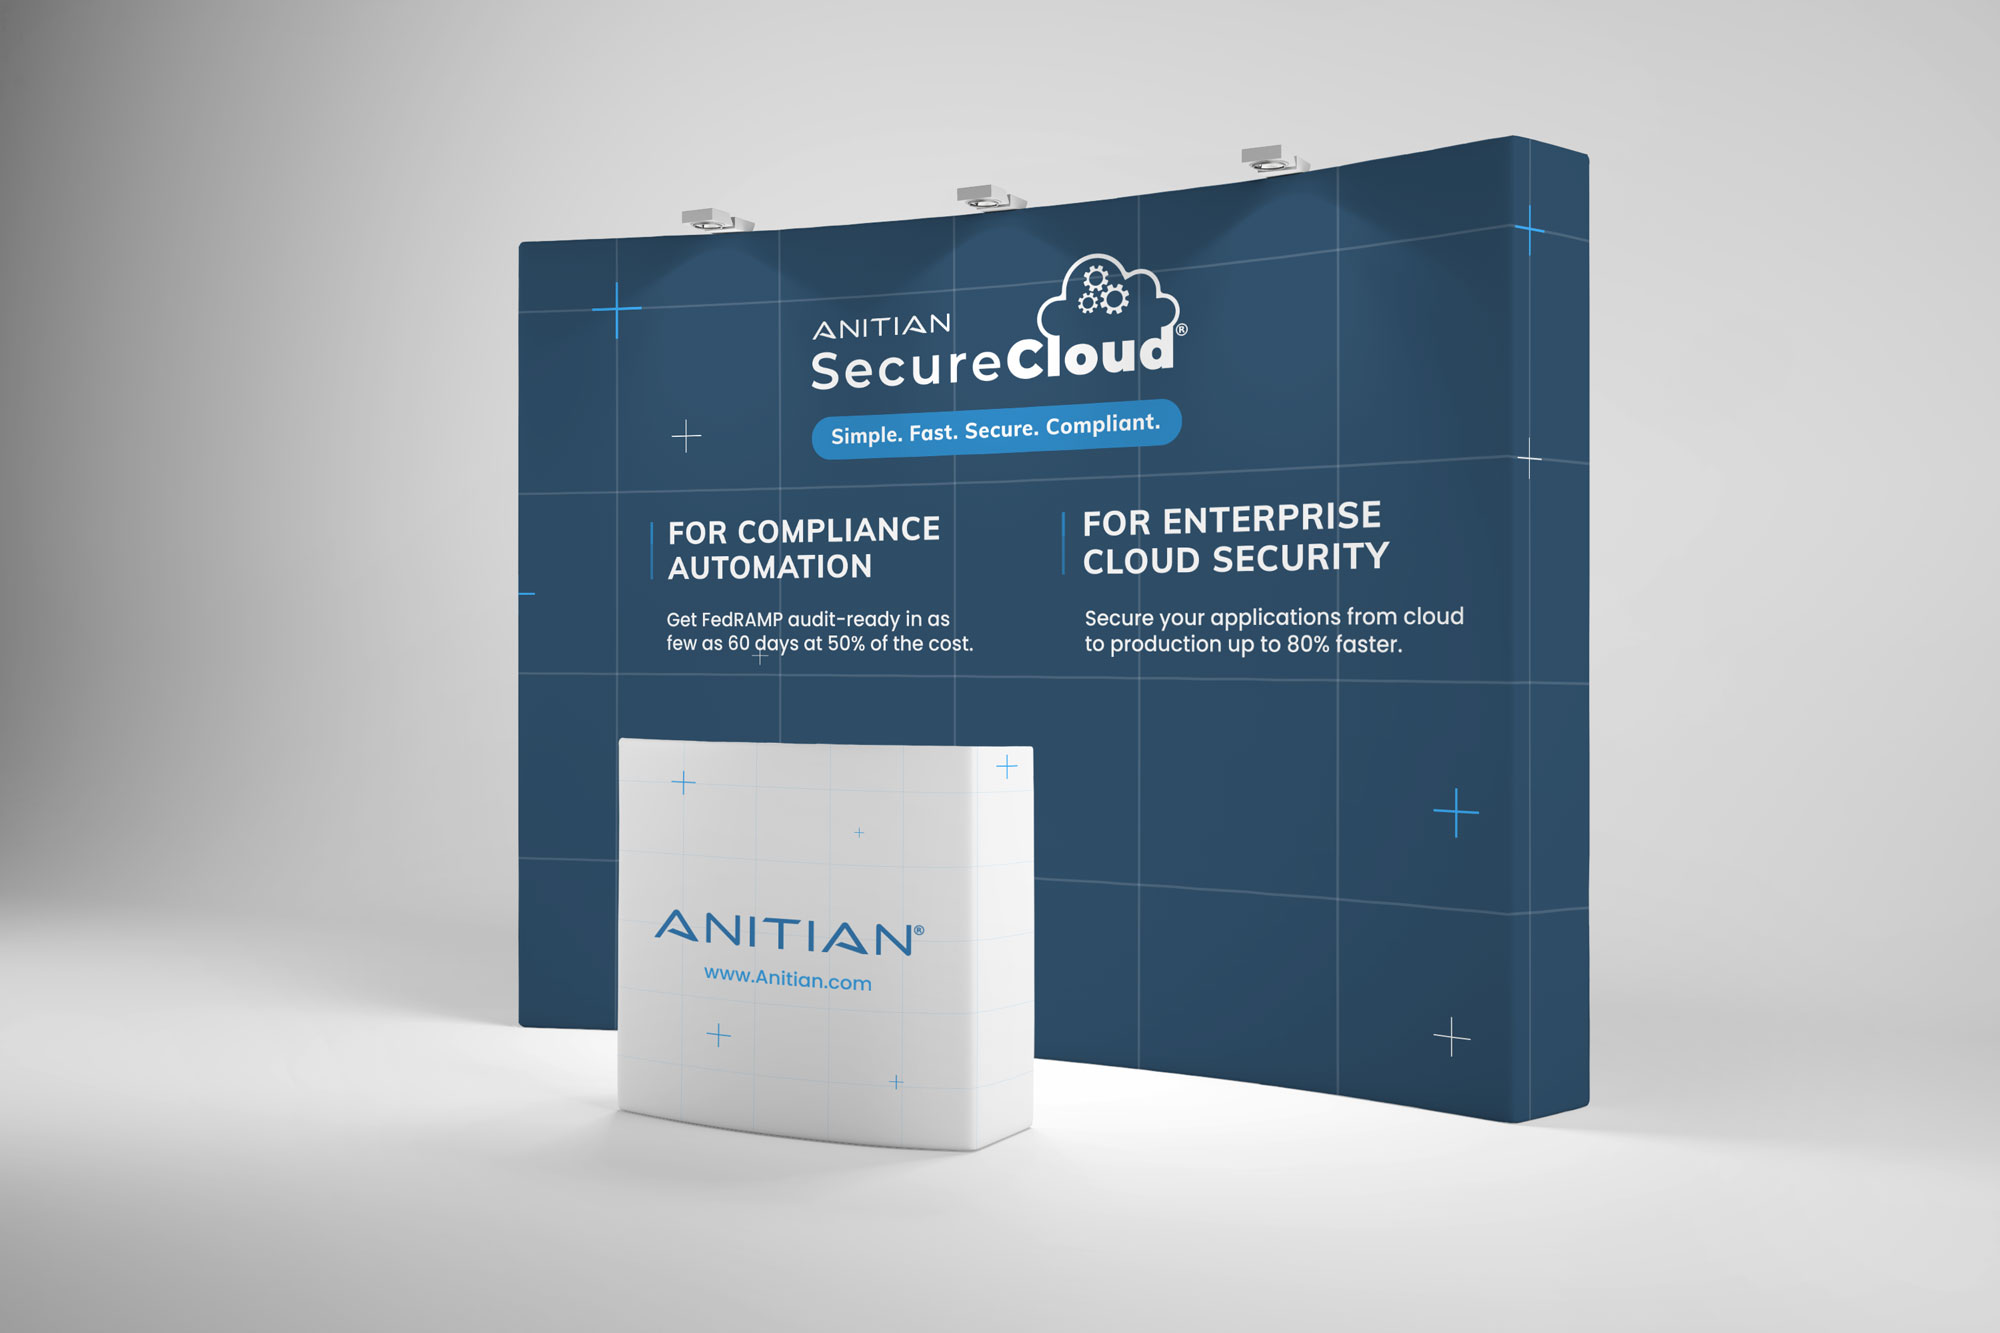 ANITIAN
SecureCloud®
Simple. Fast. Secure. Compliant.
FOR COMPLIANCE
AUTOMATION
Get FedRAMP audit-ready in as
few as 60 days at 50% of the cost.
FOR ENTERPRISE
CLOUD SECURITY
Secure your applications from cloud
to production up to 80% faster.
ANITIAN®
www.Anitian.com